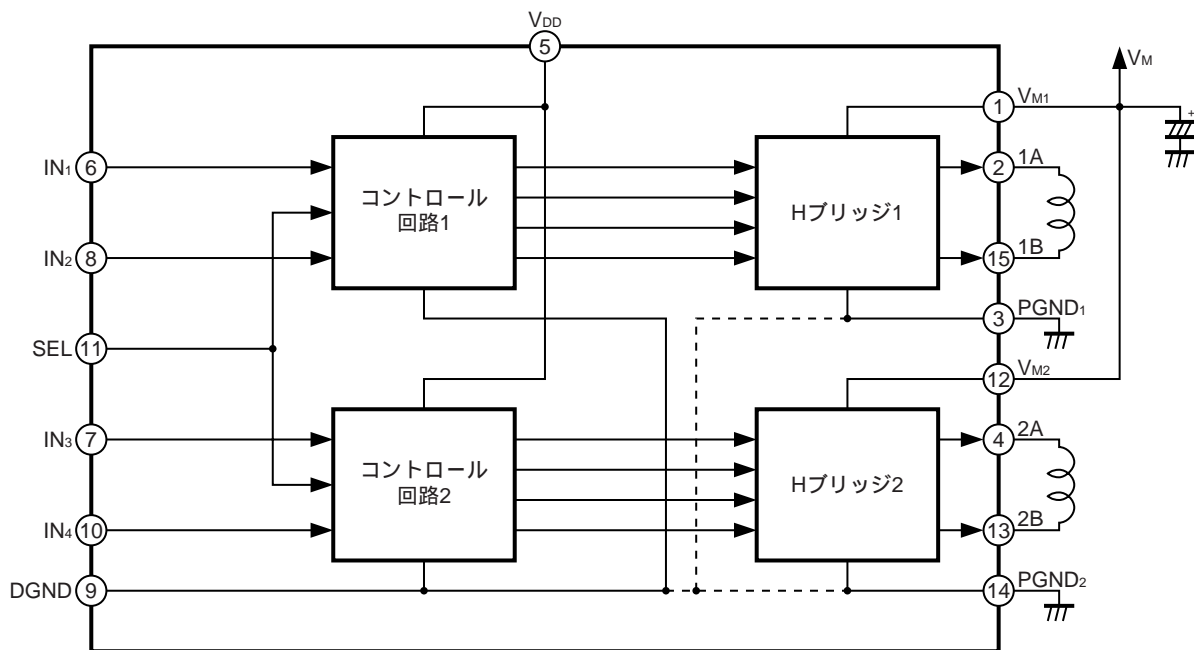 VDD
5
VM
1
VM1
+
IN1
6
コントロール
回路1
Hブリッジ1
2
1A
IN2
8
15
1B
3
PGND1
SEL
11
12
VM2
IN3
7
コントロール
回路2
Hブリッジ2
4
2A
IN4
10
13
2B
DGND
9
14
PGND2